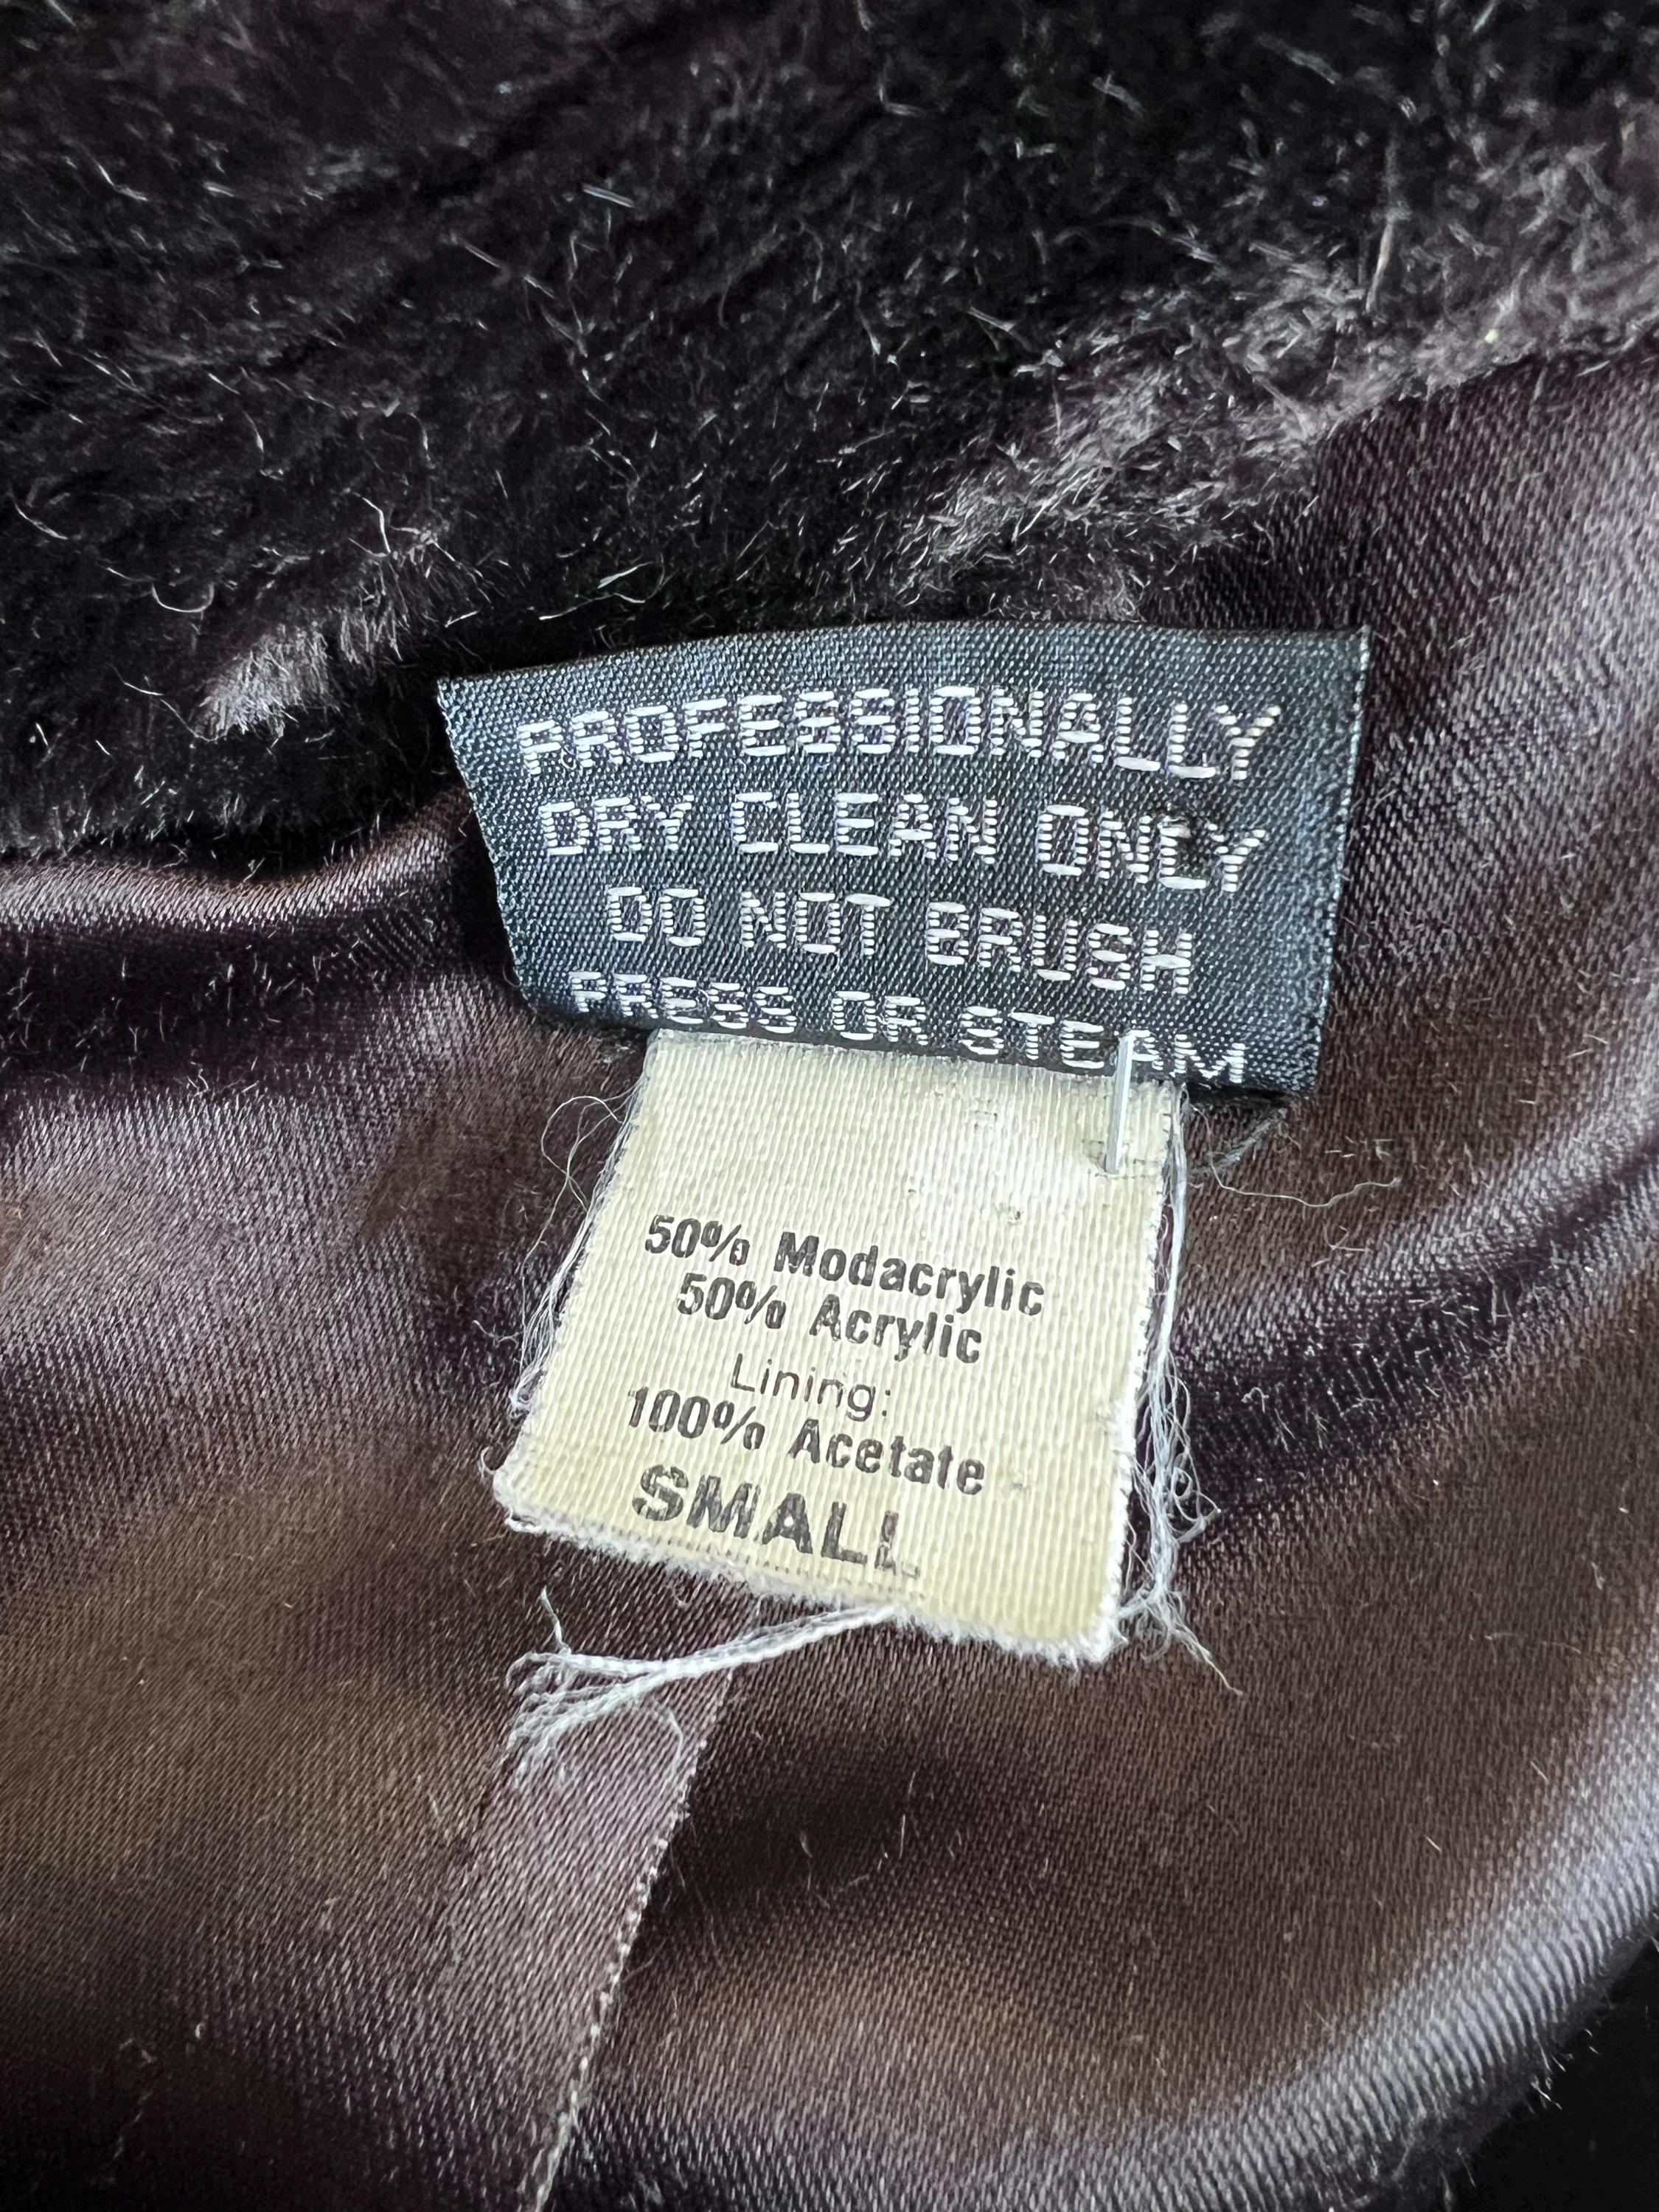 PROFESSIONALLY
DRY CLEAN ONLY
DO NOT BRUSH
PRESS OR STEAM
50% Modacrylic
50% Acrylic
Lining:
100% Acetate
SMALL